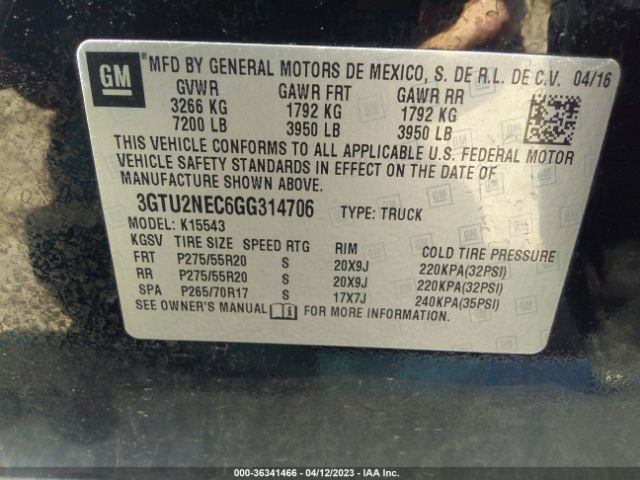 GM
MFD BY GENERAL MOTORS DE MEXICO, S. DE R.L. DE C.V. 04/16
GVWR GAWR FRT GAWR RR
3266 KG 1792 KG 1792 KG
7200 LB 3950 LB 3950 LB
THIS VEHICLE CONFORMS TO ALL APPLICABLE U.S. FEDERAL MOTOR
VEHICLE SAFETY STANDARDS IN EFFECT ON THE DATE OF
MANUFACTURE SHOWN ABOVE.
3GTU2NEC6GG314706 TYPE: TRUCK
MODEL: K15543
KGSV TIRE SIZE SPEED RTG RIM COLD TIRE PRESSURE
FRT P275/55R20 S 20X9J 220KPA(32PSI)
RR P275/55R20 S 20X9J 220KPA(32PSI)
SPA P265/70R17 S 17X7J 240KPA(35PSI)
SEE OWNER'S MANUAL FOR MORE INFORMATION.
000-36341466 - 04/12/2023 - IAA Inc.